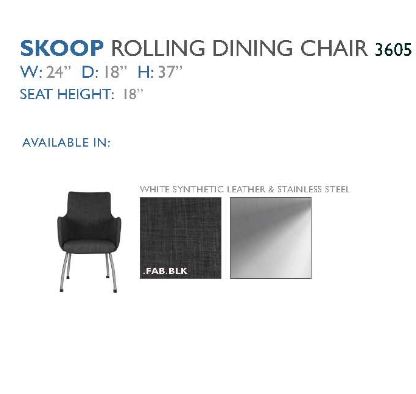 SKOOP ROLLING DINING CHAIR 3605
W: 24” D: 18” H: 37”
SEAT HEIGHT: 18”
AVAILABLE IN:
WHITE SYNTHETIC LEATHER & STAINLESS STEEL
.FAB.BLK